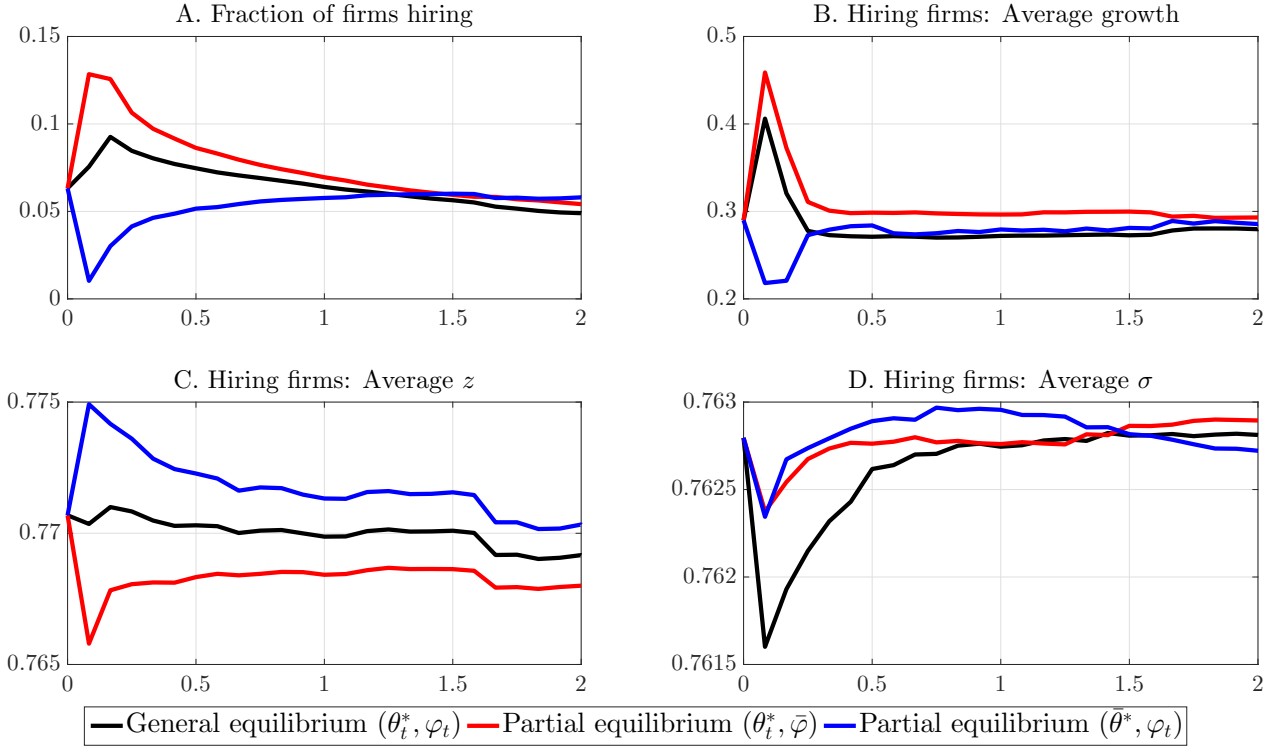 A. Fraction of firms hiring
0.15
0.1
0.05
0
0 0.5 1 1.5 2
B. Hiring firms: Average growth
0.5
0.4
0.3
0.2
0 0.5 1 1.5 2
C. Hiring firms: Average z
0.775
0.77
0.765
0 0.5 1 1.5 2
D. Hiring firms: Average σ
0.763
0.7625
0.762
0.7615
0 0.5 1 1.5 2
General equilibrium (θ*ₜ, φₜ) Partial equilibrium (θ*ₜ, φ̄) Partial equilibrium (θ̄*, φₜ)